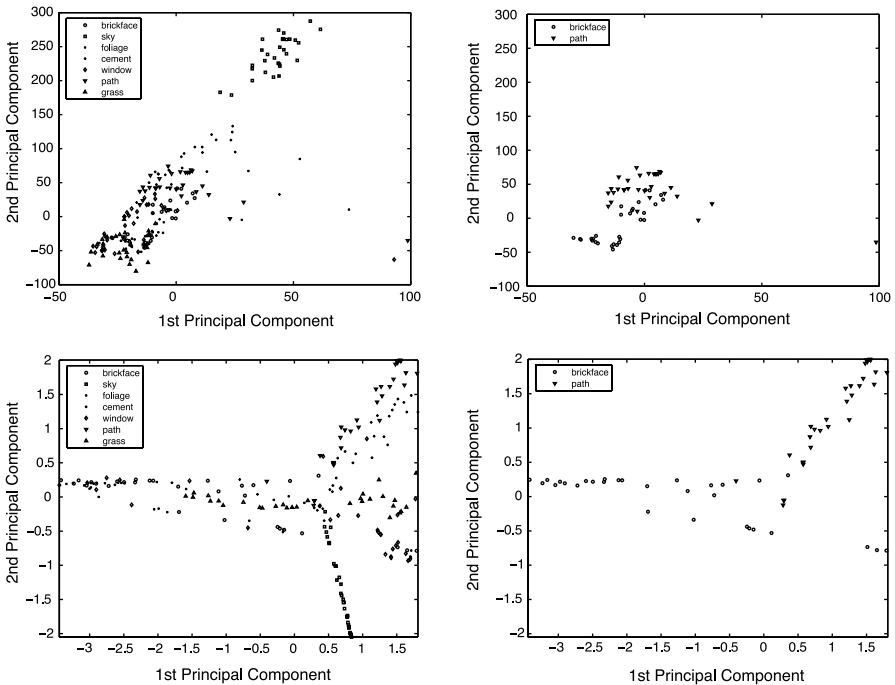 300
250
200
150
100
50
0
−50
−100
2nd Principal Component
brickface
sky
foliage
cement
window
path
grass
−50
0
50
100
1st Principal Component
300
250
200
150
100
50
0
−50
−100
2nd Principal Component
brickface
path
−50
0
50
100
1st Principal Component
2
1.5
1
0.5
0
−0.5
−1
−1.5
−2
2nd Principal Component
brickface
sky
foliage
cement
window
path
grass
−3
−2.5
−2
−1.5
−1
−0.5
0
0.5
1
1.5
1st Principal Component
2
1.5
1
0.5
0
−0.5
−1
−1.5
−2
2nd Principal Component
brickface
path
−3
−2.5
−2
−1.5
−1
−0.5
0
0.5
1
1.5
1st Principal Component